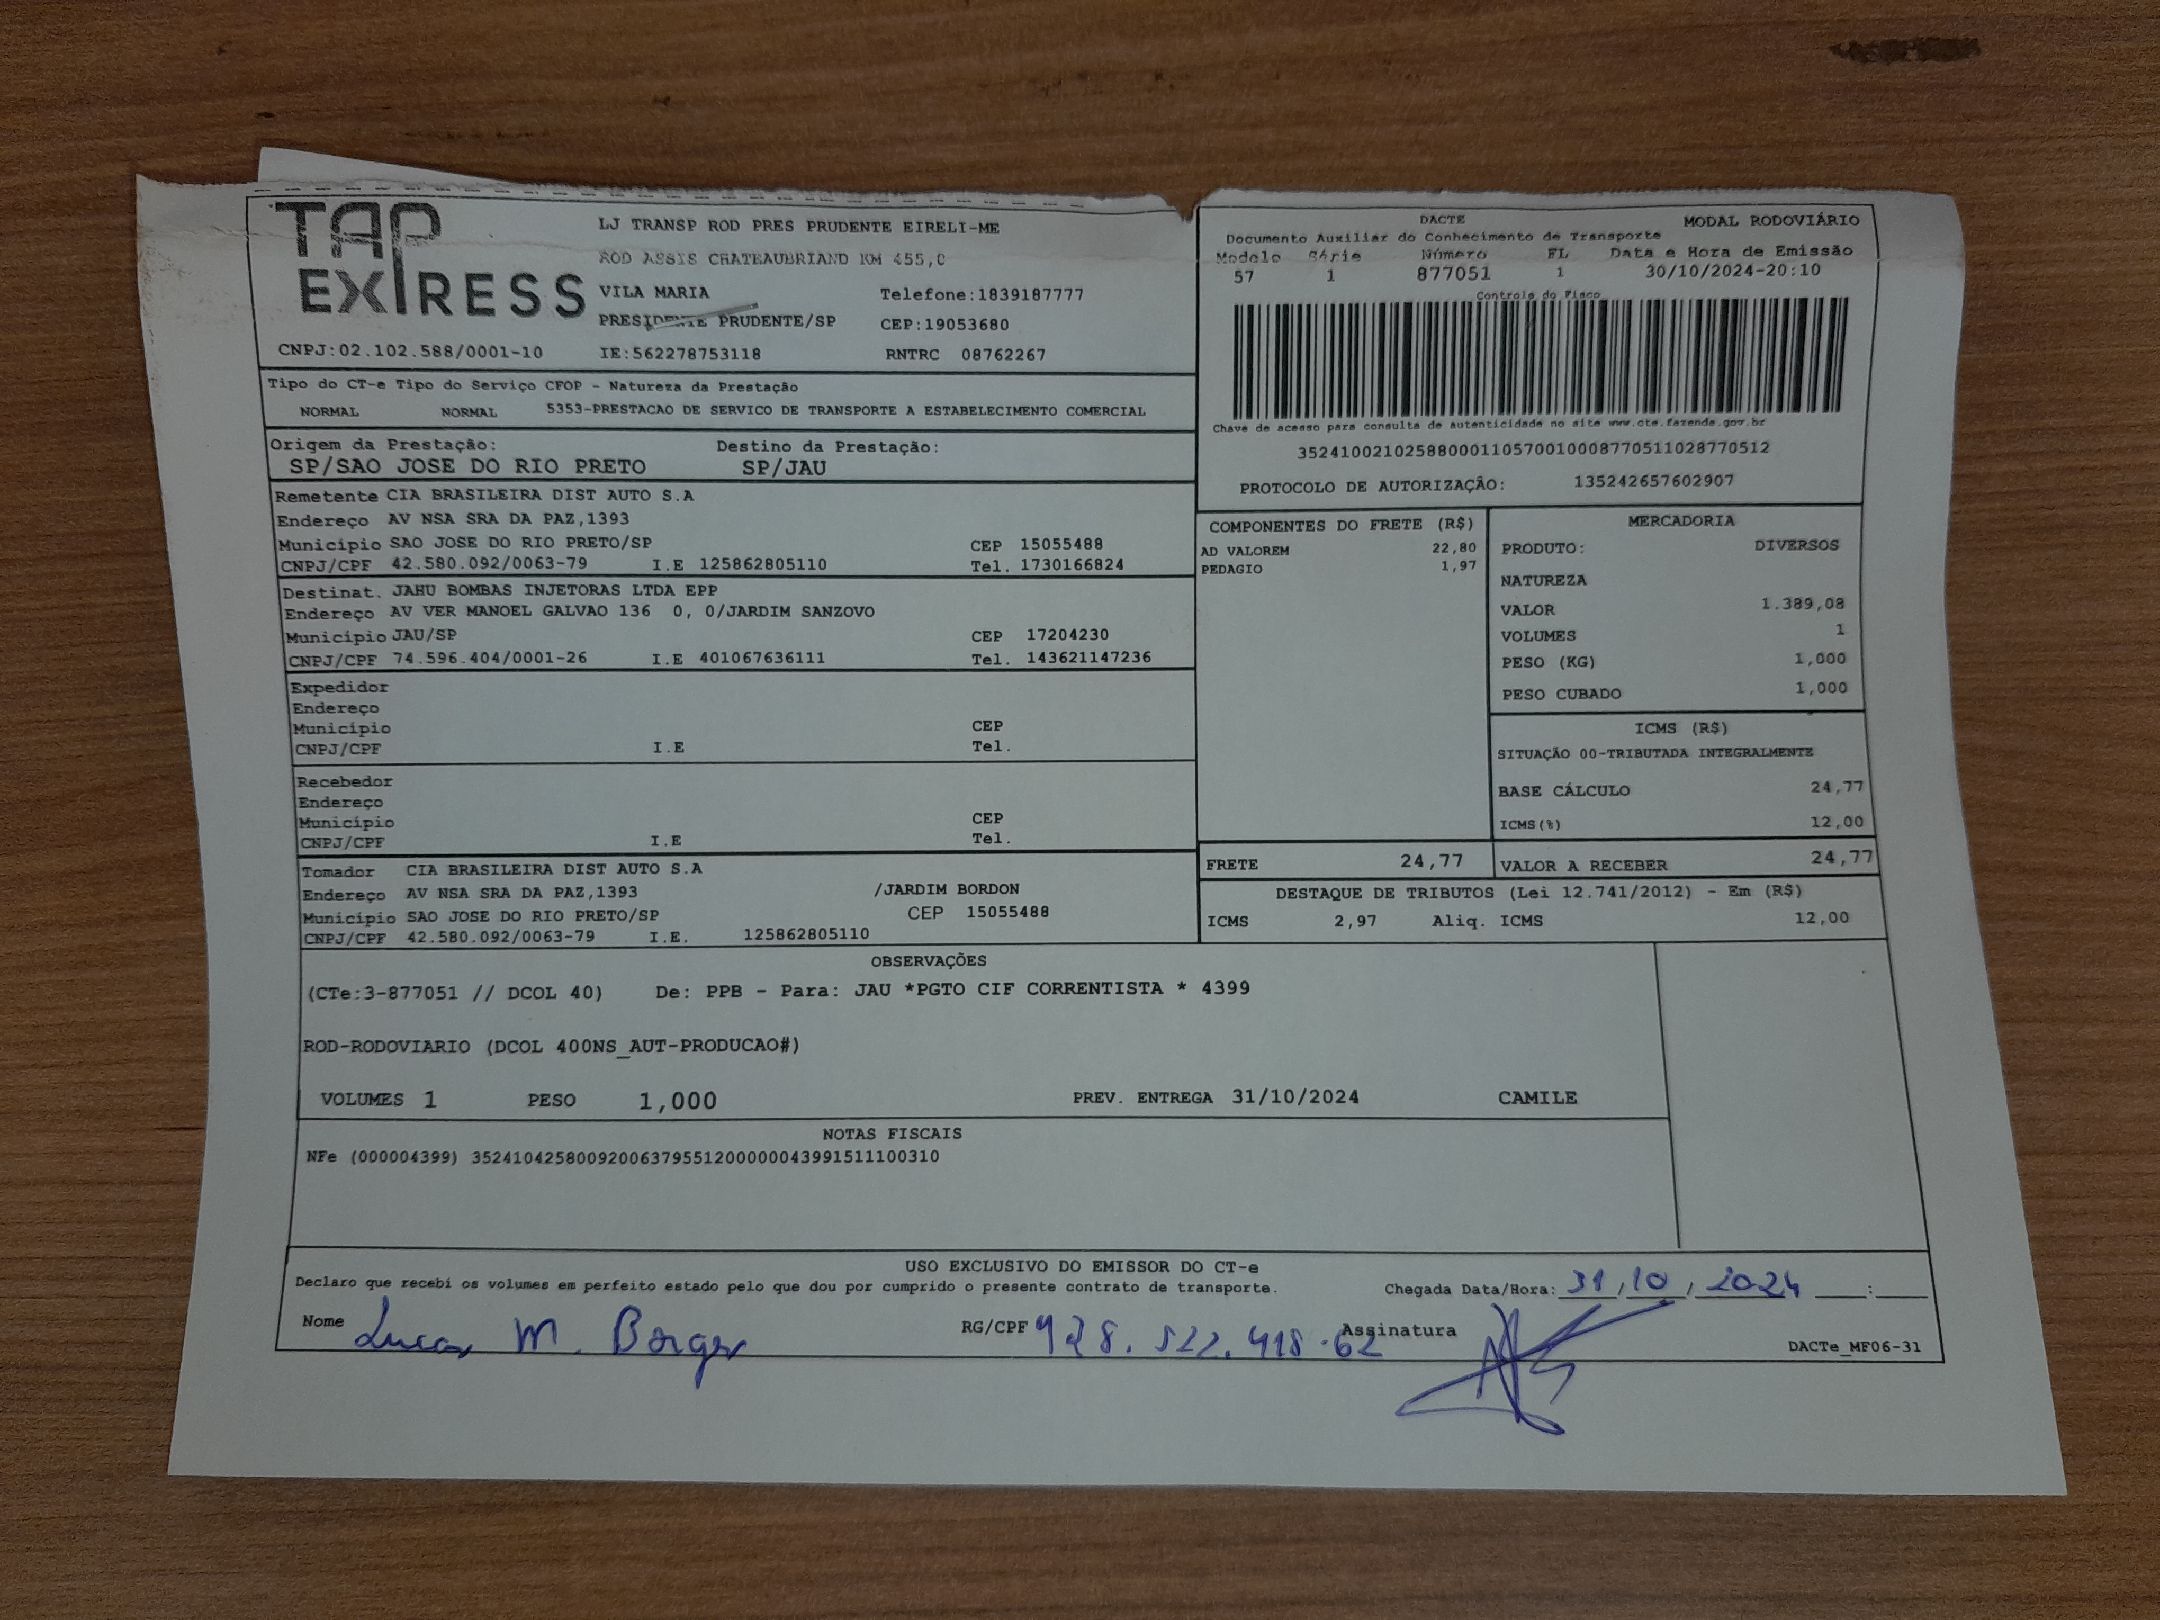 TAP EXPRESS
LJ TRANSP ROD PRES PRUDENTE EIRELI-ME
ROD ASSIS CHATEAUBRIAND KM 455,0
VILA MARIA Telefone:1839187777
PRESIDENTE PRUDENTE/SP CEP:19053680
CNPJ:02.102.588/0001-10 IE:562278753118 RNTRC 08762267
DACTE MODAL RODOVIÁRIO
Documento Auxiliar do Conhecimento de Transporte
Modelo Série Número FL Data e Hora de Emissão
57 1 877051 1 30/10/2024-20:10
Controle do Fisco
Chave de acesso para consulta de autenticidade no site www.cte.fazenda.gov.br
35241002102588000110570010008770511028770512
PROTOCOLO DE AUTORIZAÇÃO: 135242657602907
Tipo do CT-e Tipo do Serviço CFOP - Natureza da Prestação
NORMAL NORMAL 5353-PRESTACAO DE SERVICO DE TRANSPORTE A ESTABELECIMENTO COMERCIAL
Origem da Prestação: Destino da Prestação:
SP/SAO JOSE DO RIO PRETO SP/JAU
Remetente CIA BRASILEIRA DIST AUTO S.A
Endereço AV NSA SRA DA PAZ,1393
Município SAO JOSE DO RIO PRETO/SP CEP 15055488
CNPJ/CPF 42.580.092/0063-79 I.E 125862805110 Tel. 1730166824
Destinat. JAHU BOMBAS INJETORAS LTDA EPP
Endereço AV VER MANOEL GALVAO 136 0, 0/JARDIM SANZOVO
Município JAU/SP CEP 17204230
CNPJ/CPF 74.596.404/0001-26 I.E 401067636111 Tel. 143621147236
Expedidor
Endereço
Município CEP
CNPJ/CPF I.E Tel.
Recebedor
Endereço
Município CEP
CNPJ/CPF I.E Tel.
Tomador CIA BRASILEIRA DIST AUTO S.A
Endereço AV NSA SRA DA PAZ,1393 /JARDIM BORDON
Município SAO JOSE DO RIO PRETO/SP CEP 15055488
CNPJ/CPF 42.580.092/0063-79 I.E. 125862805110
COMPONENTES DO FRETE (R$)
AD VALOREM 22,80
PEDAGIO 1,97
MERCADORIA
PRODUTO: DIVERSOS
NATUREZA
VALOR 1.389,08
VOLUMES 1
PESO (KG) 1,000
PESO CUBADO 1,000
ICMS (R$)
SITUAÇÃO 00-TRIBUTADA INTEGRALMENTE
BASE CÁLCULO 24,77
ICMS(%) 12,00
FRETE 24,77 VALOR A RECEBER 24,77
DESTAQUE DE TRIBUTOS (Lei 12.741/2012) - Em (R$)
ICMS 2,97 Aliq. ICMS 12,00
OBSERVAÇÕES
(CTe:3-877051 // DCOL 40) De: PPB - Para: JAU *PGTO CIF CORRENTISTA * 4399
ROD-RODOVIARIO (DCOL 400NS_AUT-PRODUCAO#)
VOLUMES 1 PESO 1,000 PREV. ENTREGA 31/10/2024 CAMILE
NOTAS FISCAIS
NFe (000004399) 35241042580092006379551200000043991511100310
USO EXCLUSIVO DO EMISSOR DO CT-e
Declaro que recebi os volumes em perfeito estado pelo que dou por cumprido o presente contrato de transporte. Chegada Data/Hora: 31/10/2024 :
Nome Lucas M. Borges RG/CPF 428.522.418-62 Assinatura
DACTe_MF06-31